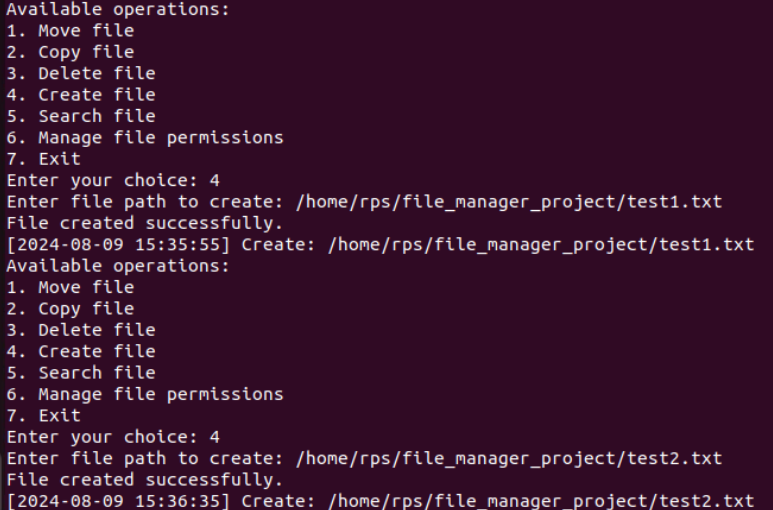 Available operations:
1. Move file
2. Copy file
3. Delete file
4. Create file
5. Search file
6. Manage file permissions
7. Exit
Enter your choice: 4
Enter file path to create: /home/rps/file_manager_project/test1.txt
File created successfully.
[2024-08-09 15:35:55] Create: /home/rps/file_manager_project/test1.txt
Available operations:
1. Move file
2. Copy file
3. Delete file
4. Create file
5. Search file
6. Manage file permissions
7. Exit
Enter your choice: 4
Enter file path to create: /home/rps/file_manager_project/test2.txt
File created successfully.
[2024-08-09 15:36:35] Create: /home/rps/file_manager_project/test2.txt